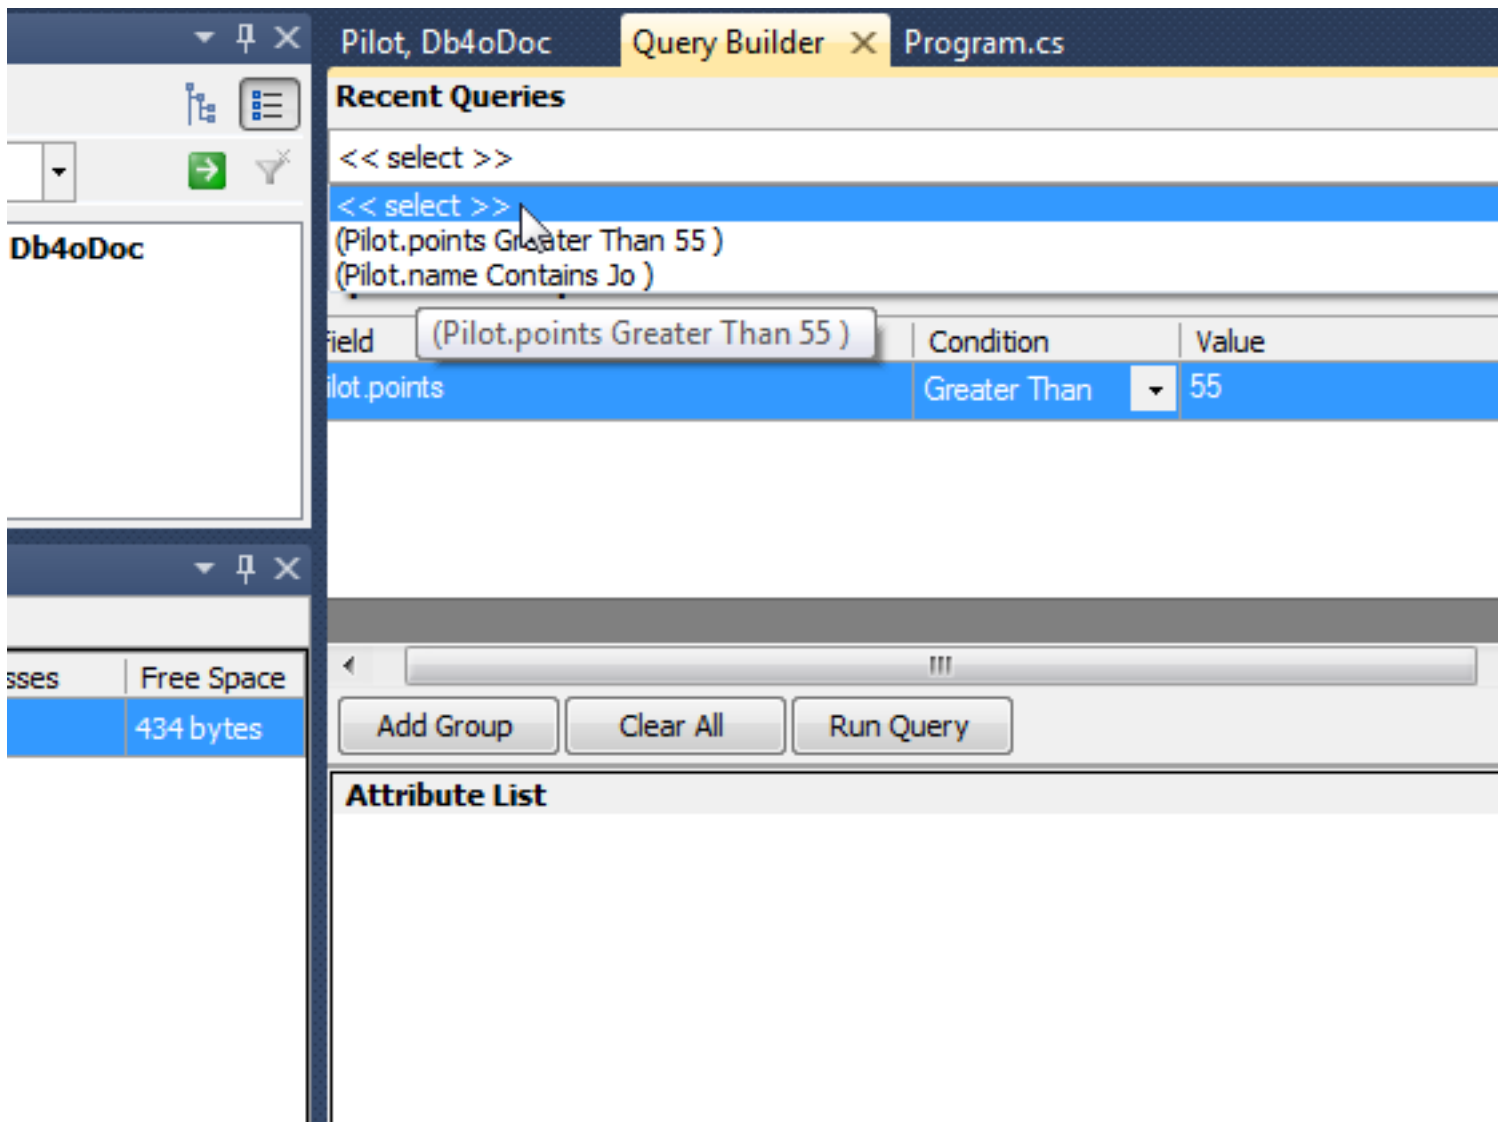 Pilot, Db4oDoc
Query Builder
Program.cs
Recent Queries
<< select >>
<< select >>
(Pilot.points Greater Than 55 )
(Pilot.name Contains Jo )
Db4oDoc
(Pilot.points Greater Than 55 )
ield
Condition
Value
ilot.points
Greater Than
55
sses
Free Space
434 bytes
Add Group
Clear All
Run Query
Attribute List